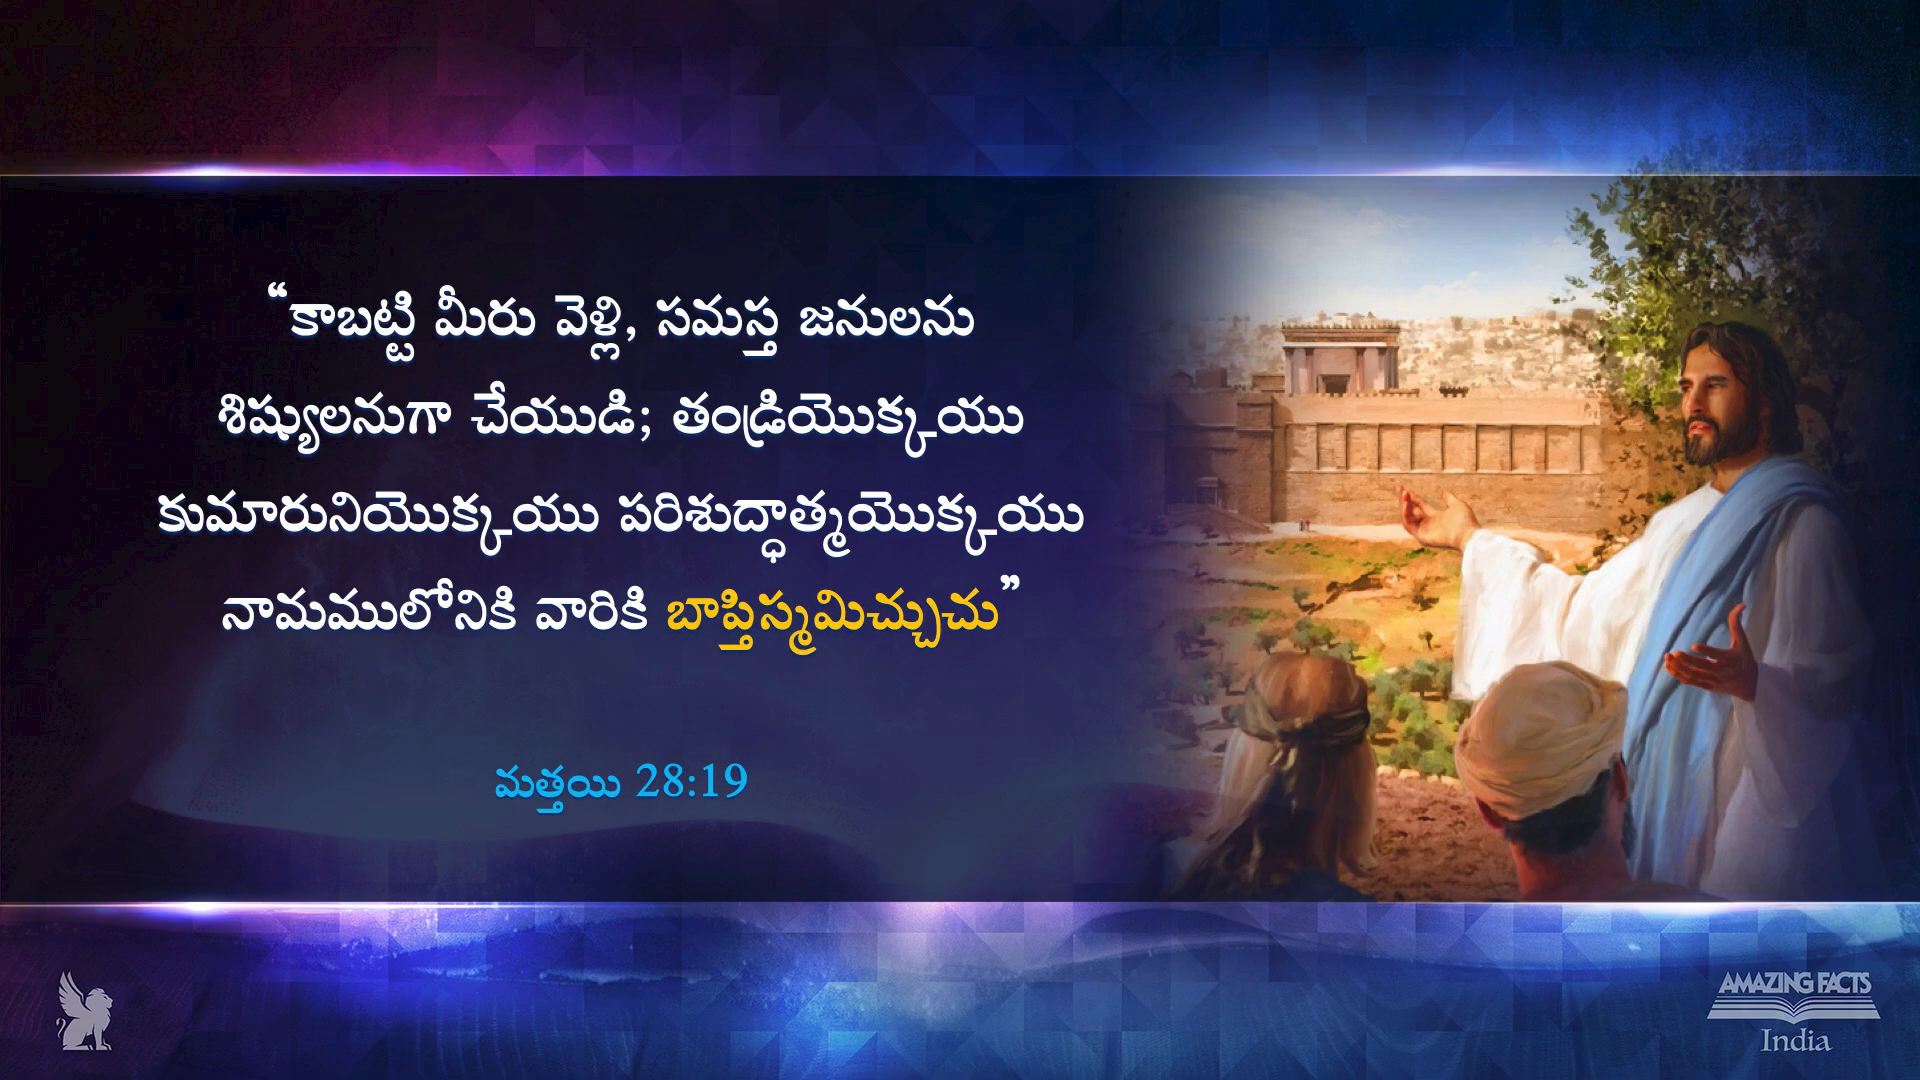 “కాబట్టి మీరు వెళ్లి, సమస్త జనులను
శిష్యులనుగా చేయుడి; తండ్రియొక్కయు
కుమారునియొక్కయు పరిశుద్ధాత్మయొక్కయు
నామములోనికి వారికి బాప్తిస్మమిచ్చుచు”
మత్తయి 28:19
AMAZING FACTS
India